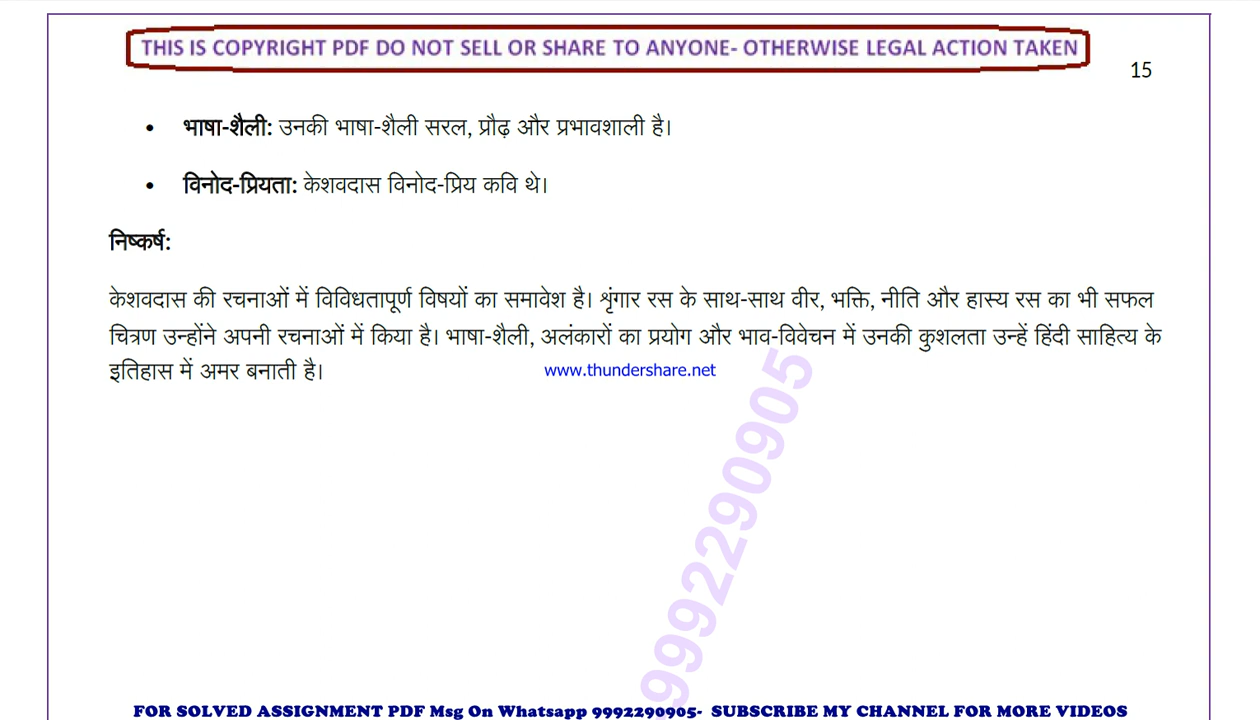 THIS IS COPYRIGHT PDF DO NOT SELL OR SHARE TO ANYONE- OTHERWISE LEGAL ACTION TAKEN
15
• भाषा-शैली: उनकी भाषा-शैली सरल, प्रौढ़ और प्रभावशाली है।
• विनोद-प्रियता: केशवदास विनोद-प्रिय कवि थे।
निष्कर्ष:
केशवदास की रचनाओं में विविधतापूर्ण विषयों का समावेश है। श्रृंगार रस के साथ-साथ वीर, भक्ति, नीति और हास्य रस का भी सफल
चित्रण उन्होंने अपनी रचनाओं में किया है। भाषा-शैली, अलंकारों का प्रयोग और भाव-विवेचन में उनकी कुशलता उन्हें हिंदी साहित्य के
इतिहास में अमर बनाती है।
www.thundershare.net
9992290905
FOR SOLVED ASSIGNMENT PDF Msg On Whatsapp 9992290905- SUBSCRIBE MY CHANNEL FOR MORE VIDEOS